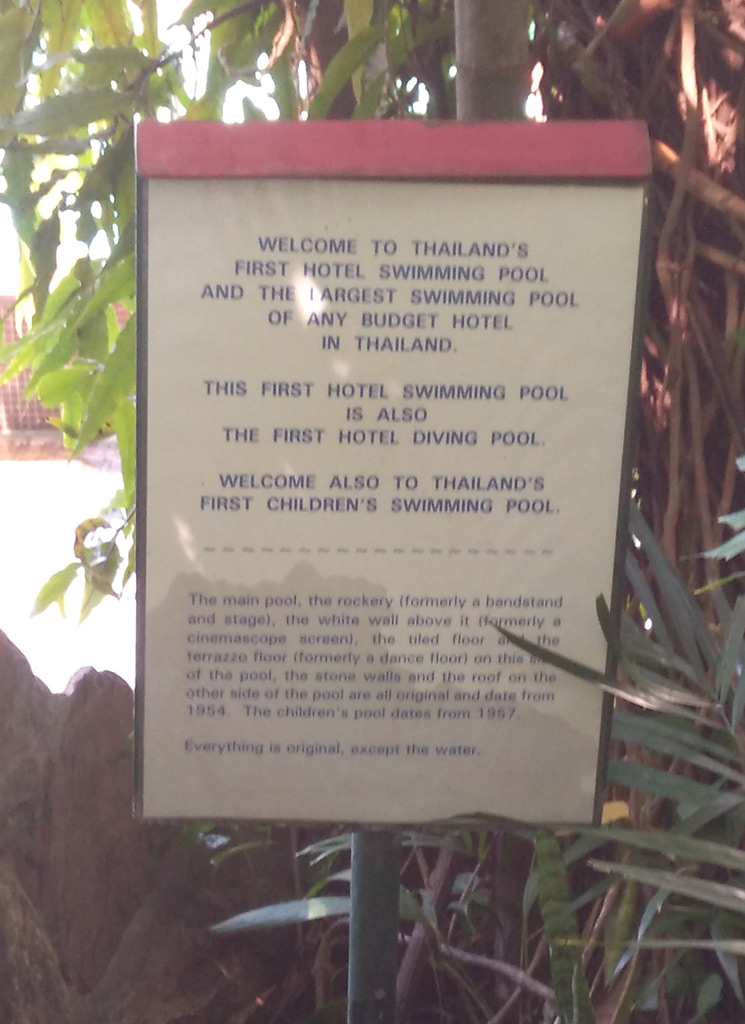 WELCOME TO THAILAND'S
FIRST HOTEL SWIMMING POOL
AND THE LARGEST SWIMMING POOL
OF ANY BUDGET HOTEL
IN THAILAND.
THIS FIRST HOTEL SWIMMING POOL
IS ALSO
THE FIRST HOTEL DIVING POOL.
WELCOME ALSO TO THAILAND'S
FIRST CHILDREN'S SWIMMING POOL.
~ ~ ~ ~ ~ ~ ~ ~ ~ ~ ~ ~ ~ ~ ~ ~ ~ ~
The main pool, the rockery (formerly a bandstand
and stage), the white wall above it (formerly a
cinemascope screen), the tiled floor and the
terrazzo floor (formerly a dance floor) on this side
of the pool, the stone walls and the roof on the
other side of the pool are all original and date from
1954. The children's pool dates from 1957.
Everything is original, except the water.